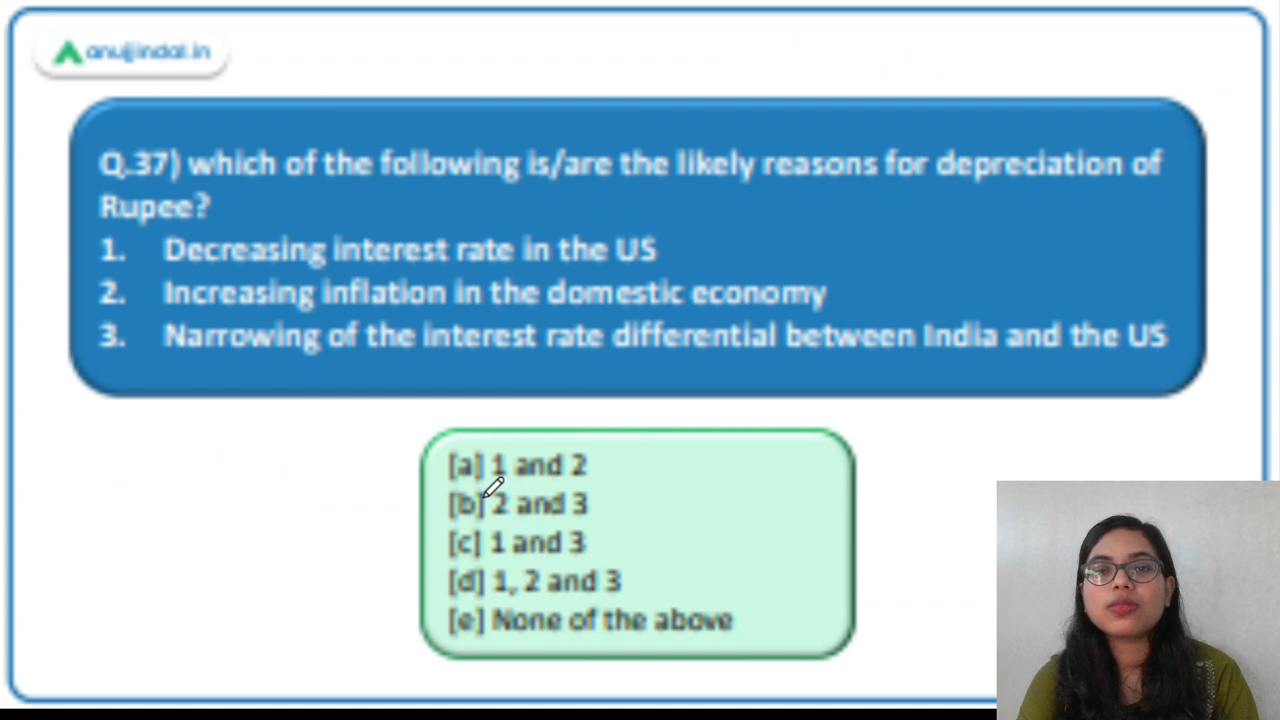 anujjindal.in
Q.37) which of the following is/are the likely reasons for depreciation of
Rupee?
1. Decreasing interest rate in the US
2. Increasing inflation in the domestic economy
3. Narrowing of the interest rate differential between India and the US
[a] 1 and 2
[b] 2 and 3
[c] 1 and 3
[d] 1, 2 and 3
[e] None of the above